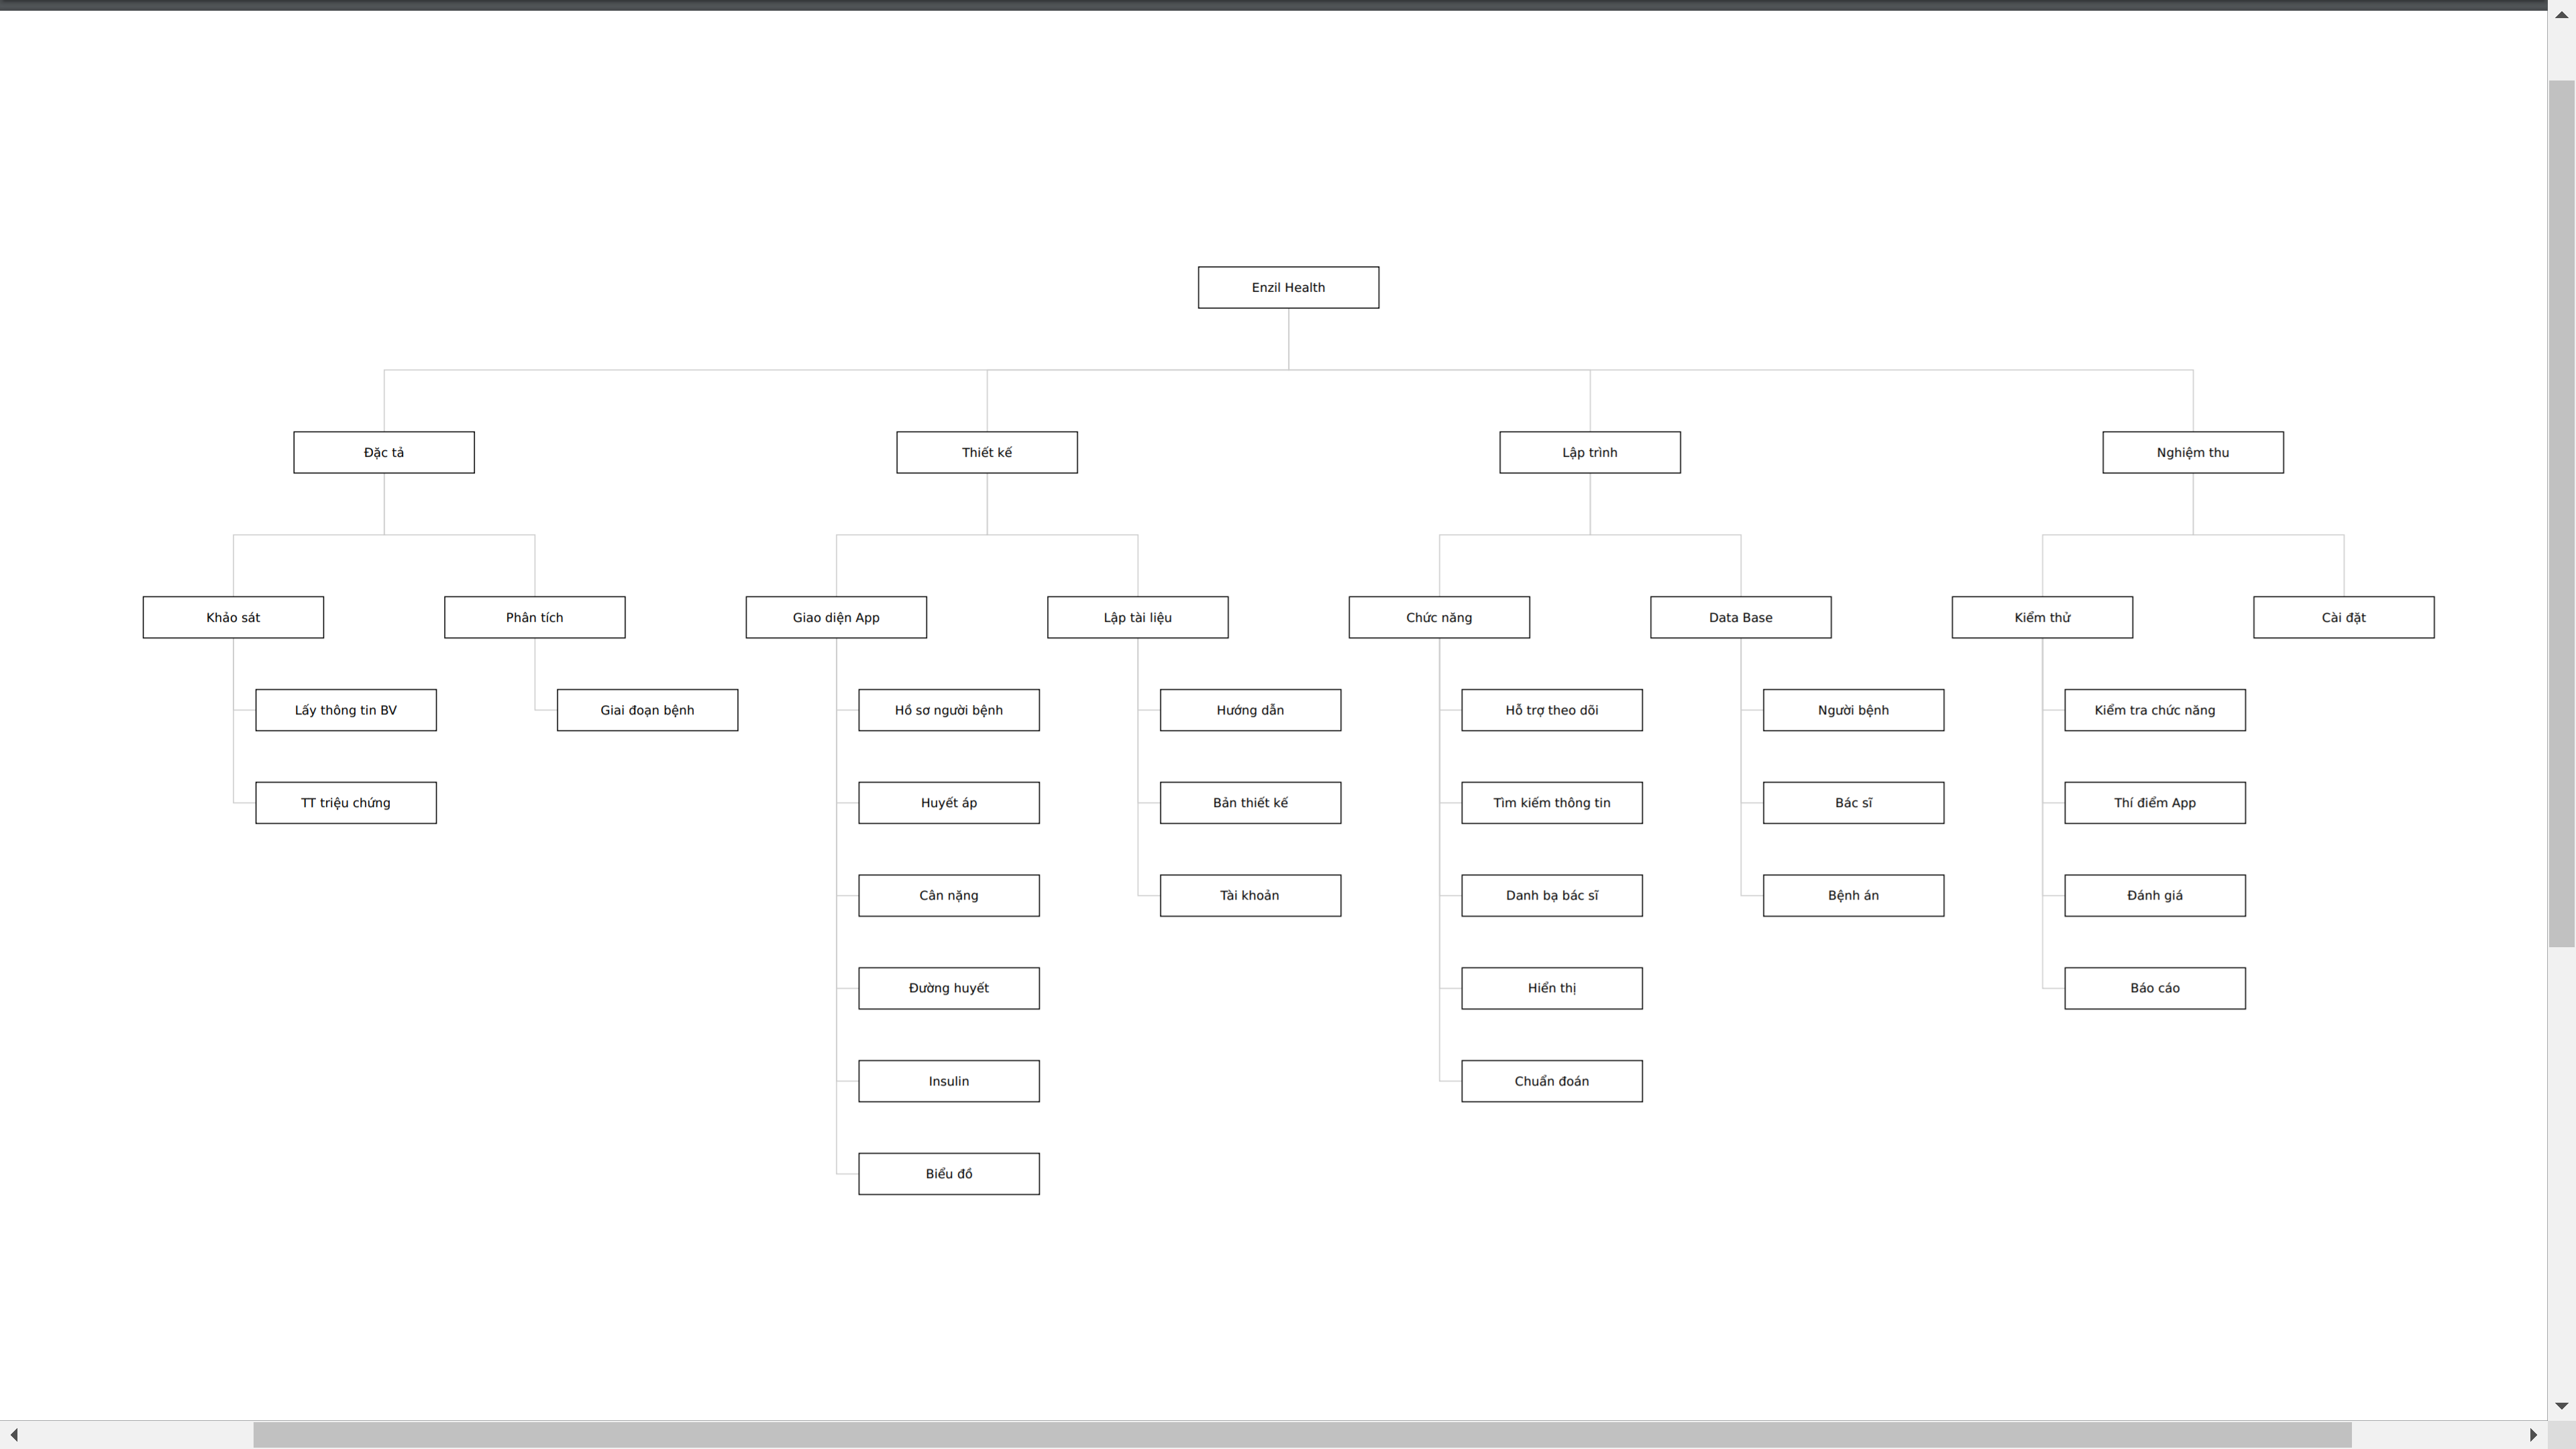 Enzil Health
Đặc tả
Thiết kế
Lập trình
Nghiệm thu
Khảo sát
Phân tích
Giao diện App
Lập tài liệu
Chức năng
Data Base
Kiểm thử
Cài đặt
Lấy thông tin BV
Giai đoạn bệnh
Hồ sơ người bệnh
Hướng dẫn
Hỗ trợ theo dõi
Người bệnh
Kiểm tra chức năng
TT triệu chứng
Huyết áp
Bản thiết kế
Tìm kiếm thông tin
Bác sĩ
Thí điểm App
Cân nặng
Tài khoản
Danh bạ bác sĩ
Bệnh án
Đánh giá
Đường huyết
Hiển thị
Báo cáo
Insulin
Chuẩn đoán
Biểu đồ